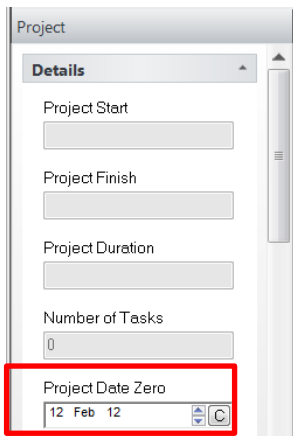 Project
Details
Project Start
Project Finish
Project Duration
Number of Tasks
0
Project Date Zero
12 Feb 12 C